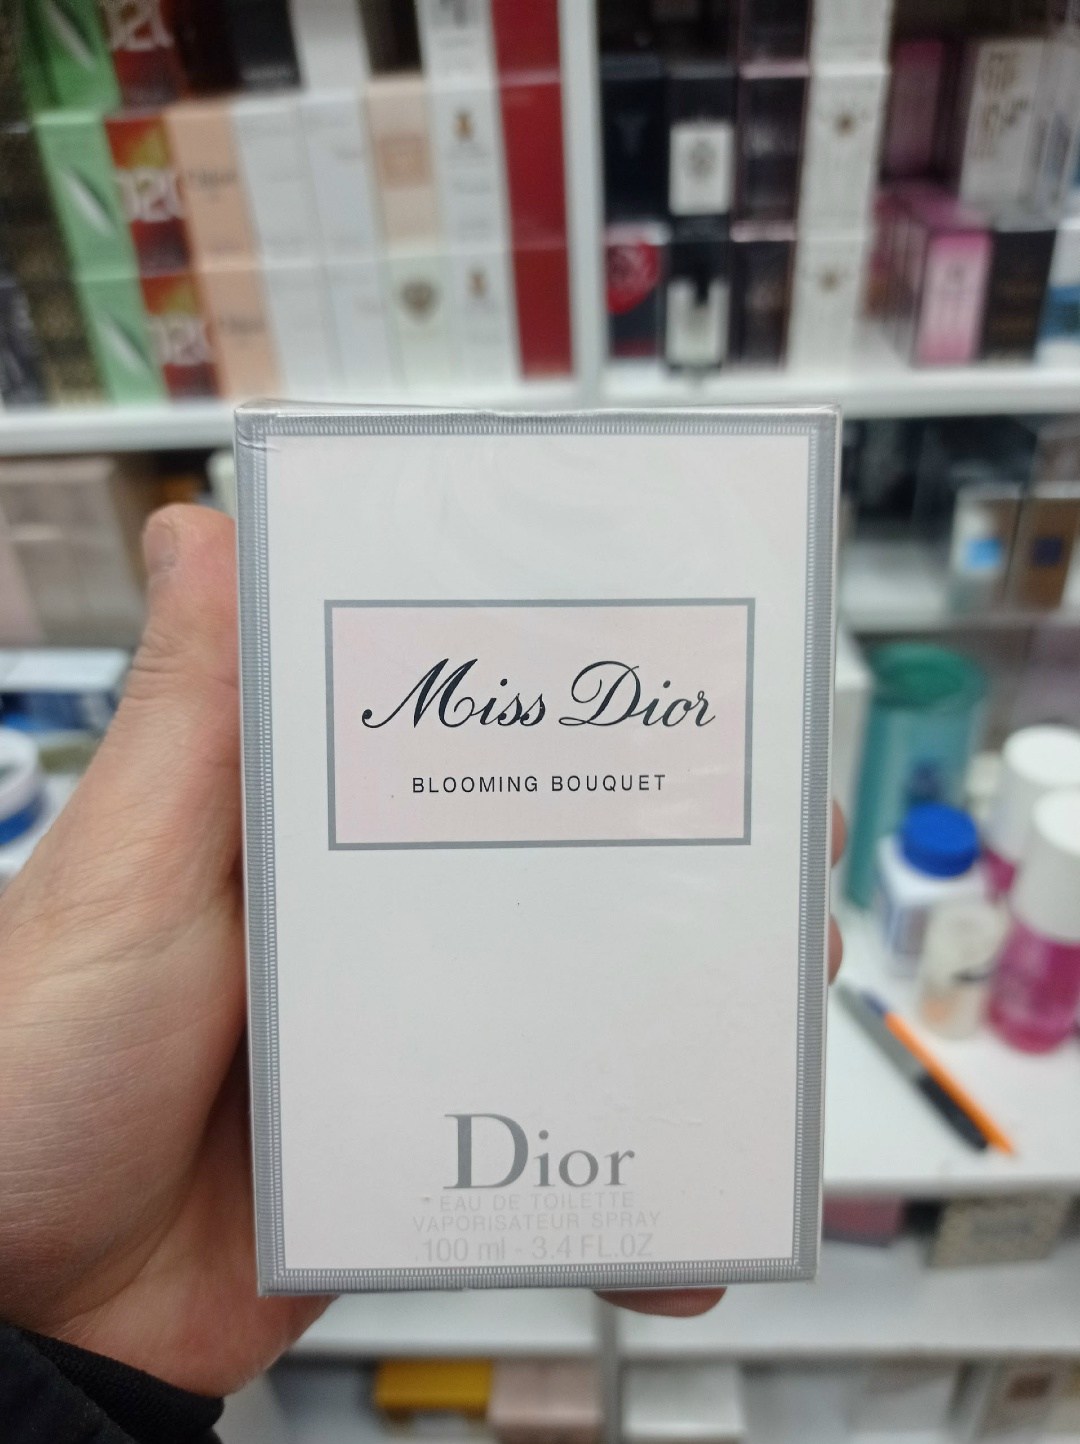 Miss Dior
BLOOMING BOUQUET
Dior
EAU DE TOILETTE
VAPORISATEUR SPRAY
100 ml - 3.4 FL.OZ